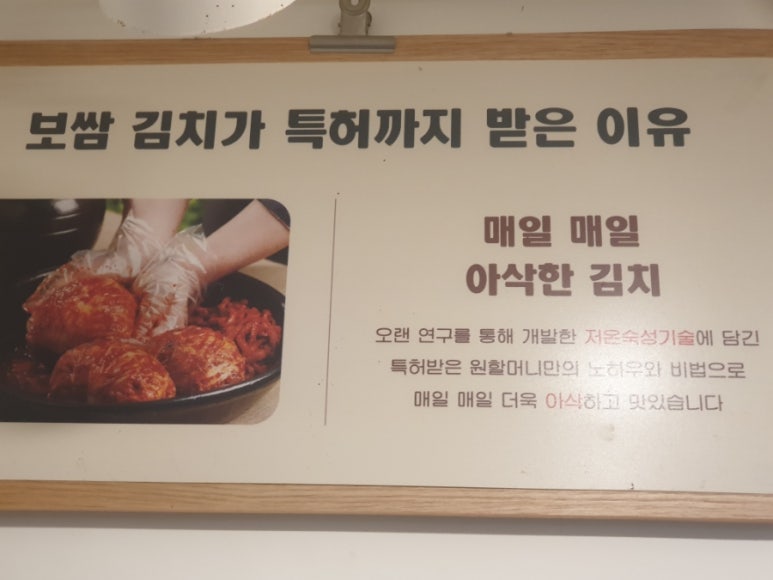 보쌈 김치가 특허까지 받은 이유
매일 매일
아삭한 김치
오랜 연구를 통해 개발한 저온숙성기술에 담긴
특허받은 원할머니만의 노하우와 비법으로
매일 매일 더욱 아삭하고 맛있습니다